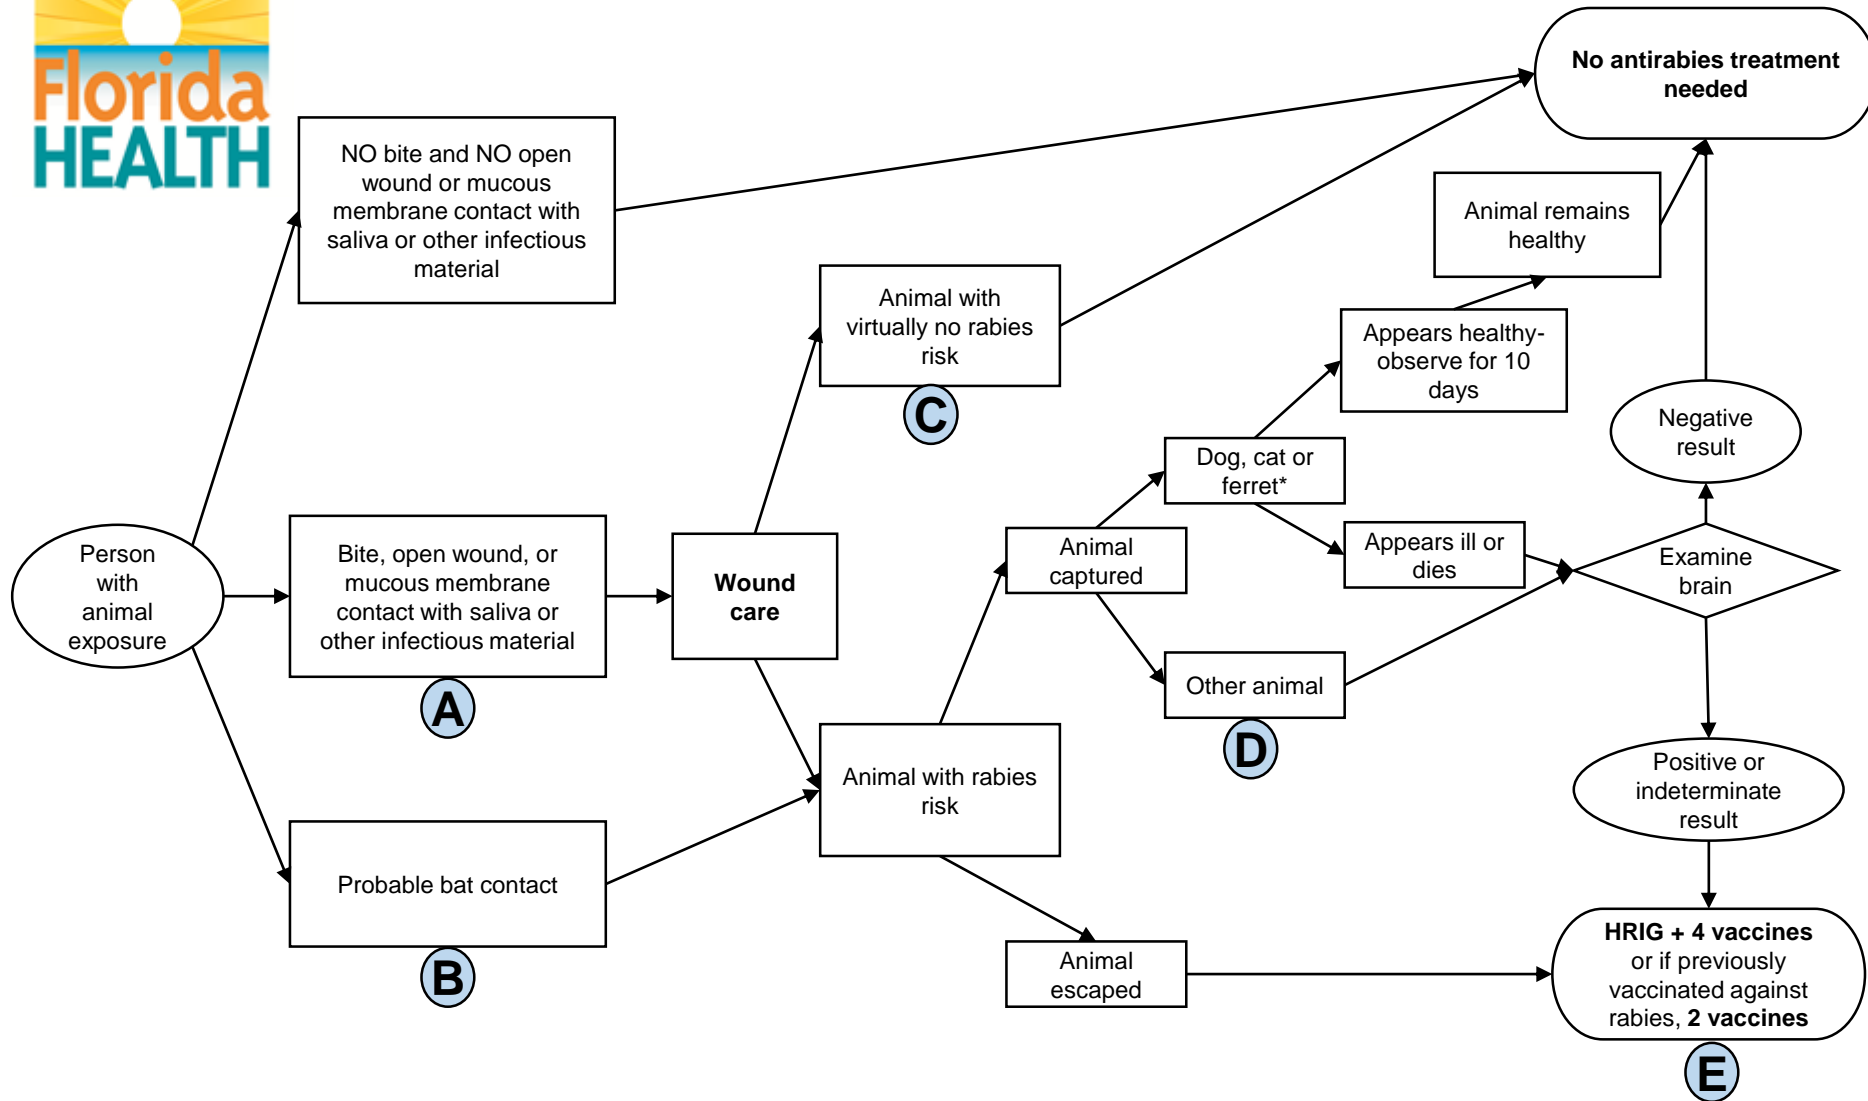 Florida
HEALTH
No antirabies treatment
needed
NO bite and NO open
wound or mucous
membrane contact with
saliva or other infectious
material
Animal remains
healthy
Animal with
virtually no rabies
risk
C
Appears healthy-
observe for 10
days
Negative
result
Dog, cat or
ferret*
Person
with
animal
exposure
Bite, open wound, or
mucous membrane
contact with saliva or
other infectious material
A
Wound
care
Animal
captured
Appears ill or
dies
Examine
brain
Other animal
D
Animal with rabies
risk
Positive or
indeterminate
result
Probable bat contact
B
Animal
escaped
HRIG + 4 vaccines
or if previously
vaccinated against
rabies, 2 vaccines
E